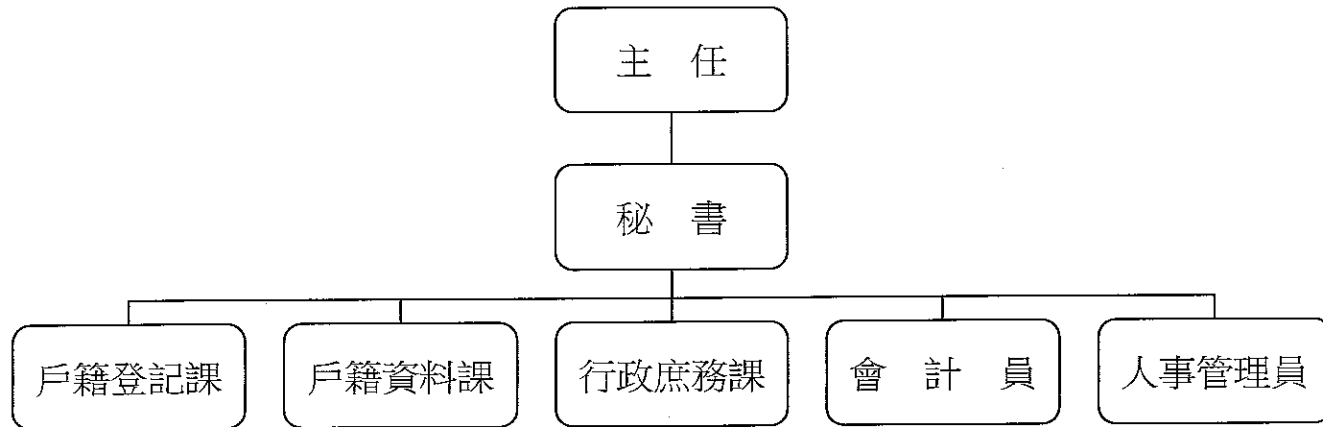 主　任
秘　書
戶籍登記課
戶籍資料課
行政庶務課
會　計　員
人事管理員